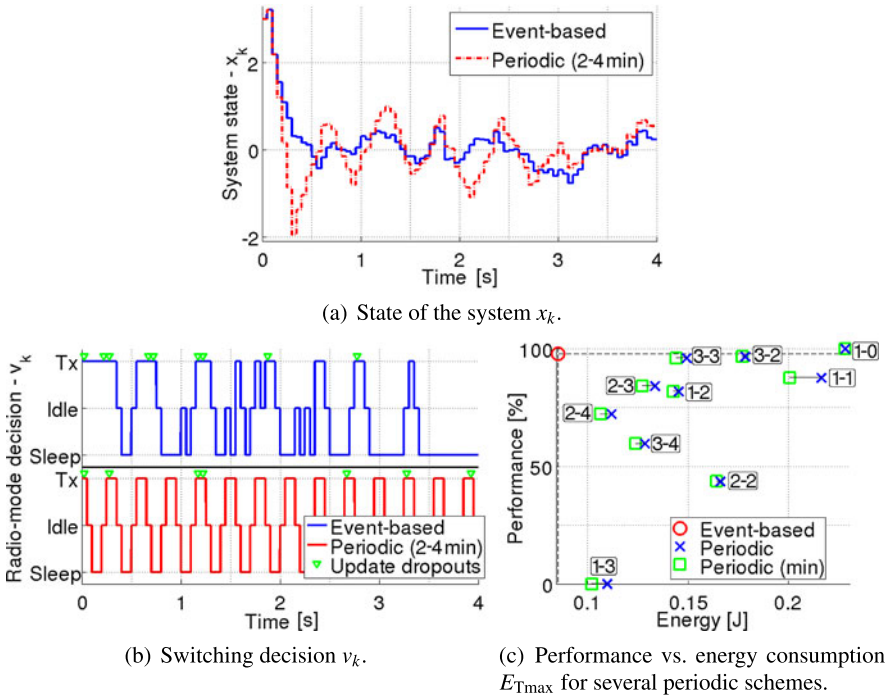 System state - x_k
2
0
-2
Event-based
Periodic (2-4min)
0 1 2 3 4
Time [s]
(a) State of the system x_k.
Radio-mode decision - v_k
Tx
Idle
Sleep
Tx
Idle
Sleep
Event-based
Periodic (2-4min)
Update dropouts
0 1 2 3 4
Time [s]
(b) Switching decision v_k.
Performance [%]
100
50
0
3-3
3-2
1-0
2-3
1-2
1-1
2-4
3-4
2-2
1-3
Event-based
Periodic
Periodic (min)
0.1 0.15 0.2
Energy [J]
(c) Performance vs. energy consumption
E_Tmax for several periodic schemes.